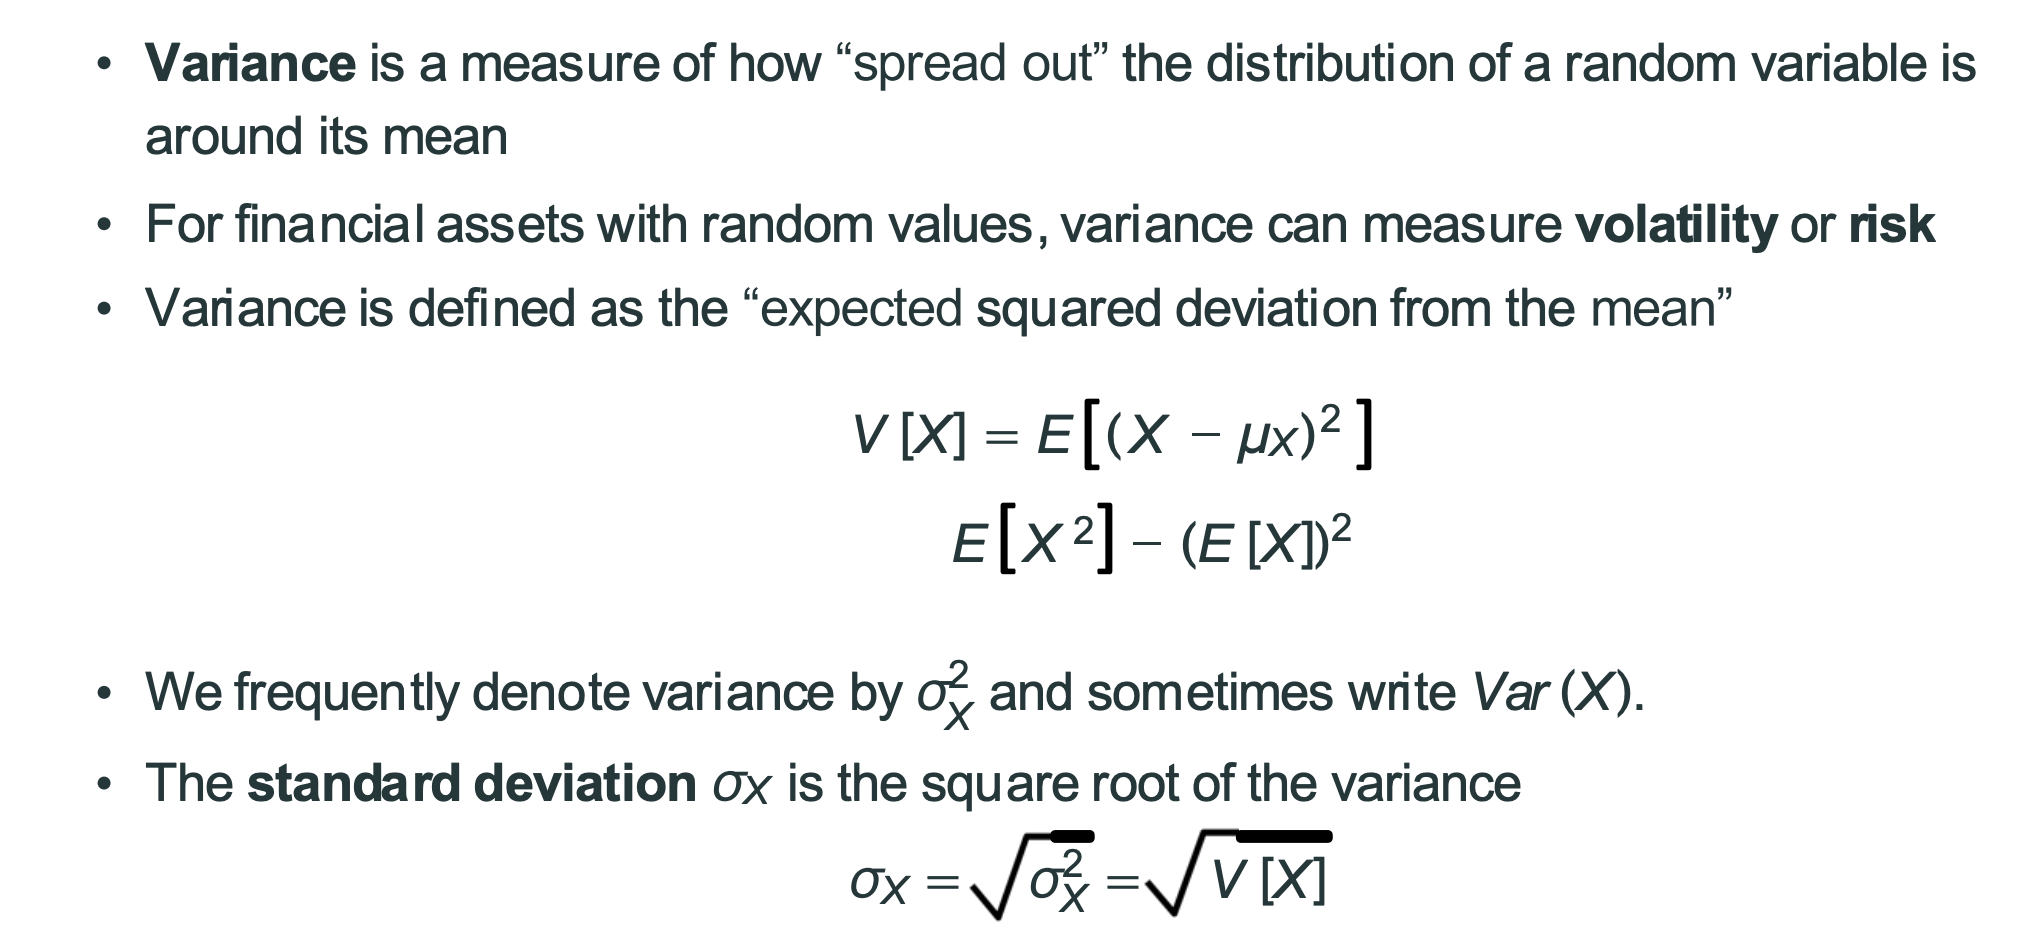 • Variance is a measure of how “spread out” the distribution of a random variable is
around its mean
• For financial assets with random values, variance can measure volatility or risk
• Variance is defined as the “expected squared deviation from the mean”
V [X] = E[(X − μX)² ]
E[X ²] − (E [X])²
• We frequently denote variance by σ²X and sometimes write Var (X).
• The standard deviation σX is the square root of the variance
σX = √σ²X = √V [X]